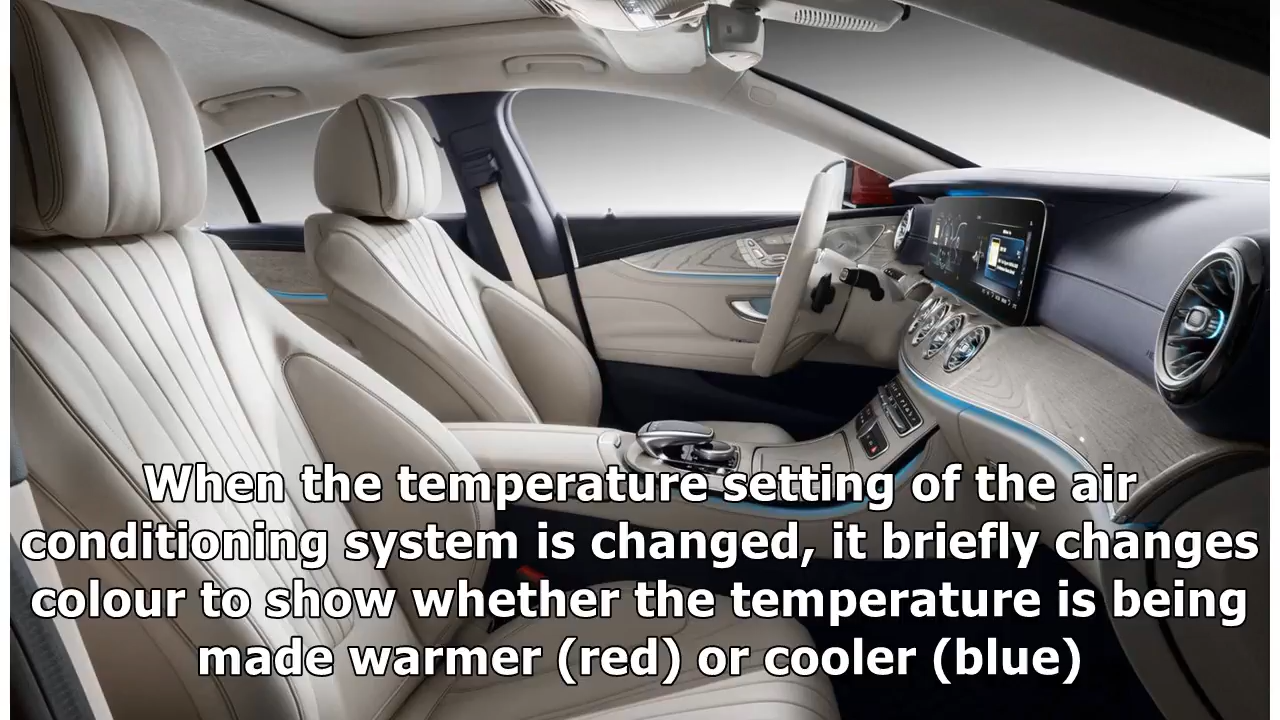 When the temperature setting of the air
conditioning system is changed, it briefly changes
colour to show whether the temperature is being
made warmer (red) or cooler (blue)